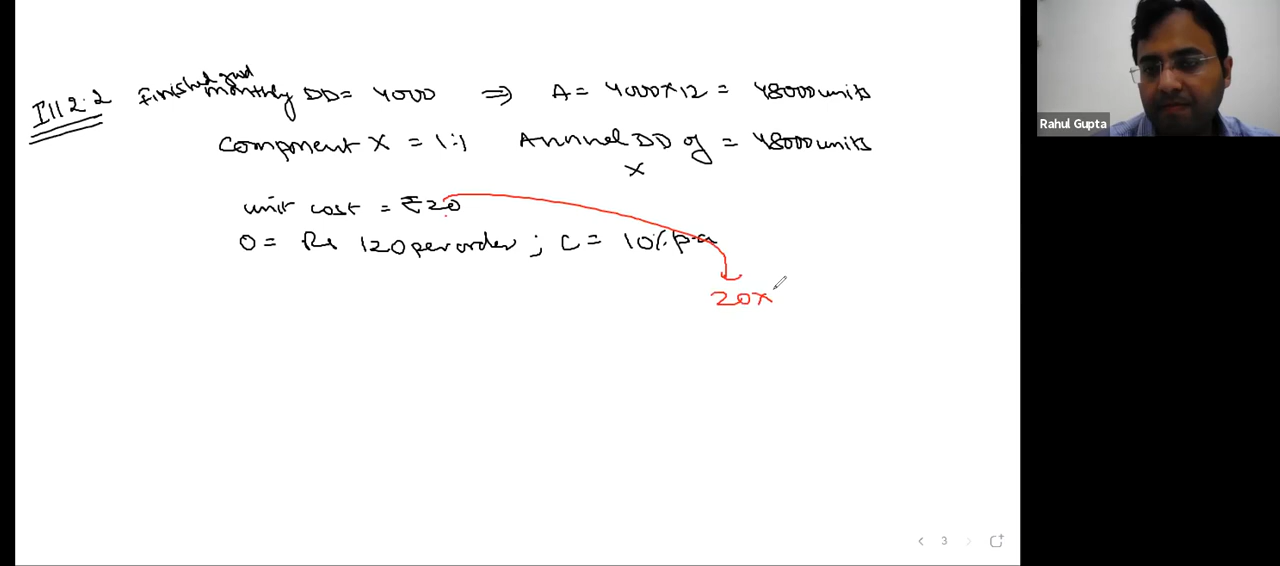 Ill 2.2 Finished good
monthly DD = 4000 ⇒ A = 4000×12 = 48000 units
Component X = 1:1 Annual DD of X = 48000 units
unit cost = ₹20
O = Rs 120 per order ; C = 10% p.a
20×
Rahul Gupta
3